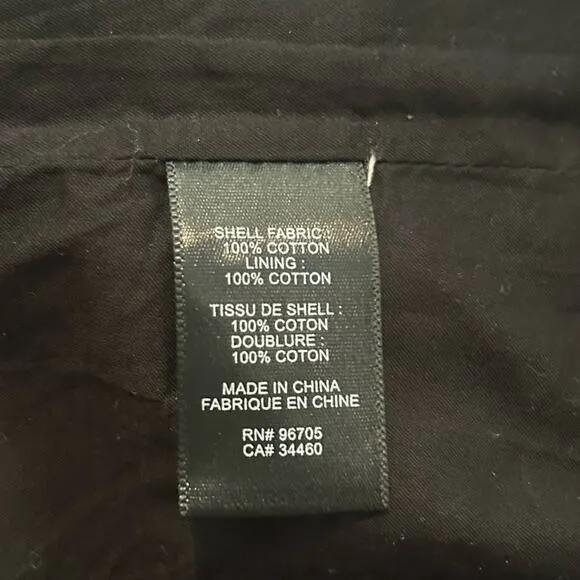 SHELL FABRIC :
100% COTTON
LINING :
100% COTTON
TISSU DE SHELL :
100% COTON
DOUBLURE :
100% COTON
MADE IN CHINA
FABRIQUE EN CHINE
RN# 96705
CA# 34460